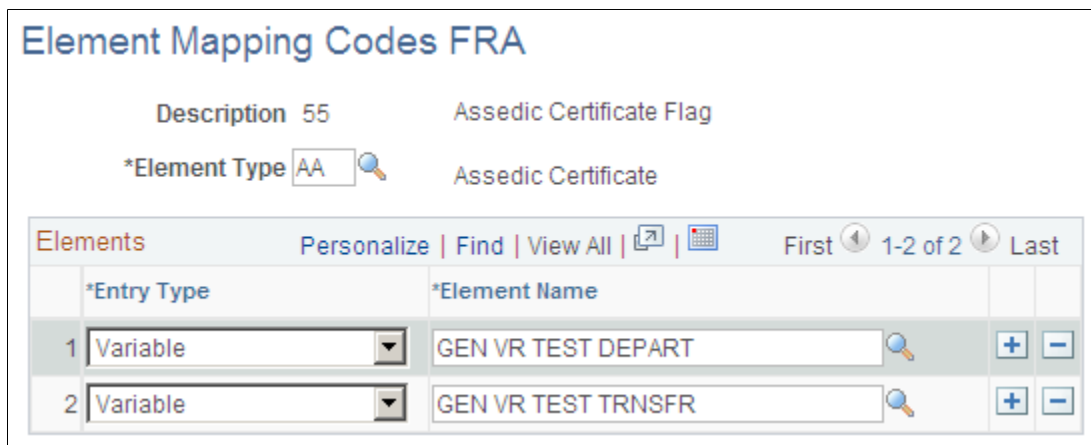 Element Mapping Codes FRA
Description 55 Assedic Certificate Flag
*Element Type AA Assedic Certificate
Elements Personalize | Find | View All | | First 1-2 of 2 Last
*Entry Type *Element Name
1 Variable GEN VR TEST DEPART
2 Variable GEN VR TEST TRNSFR